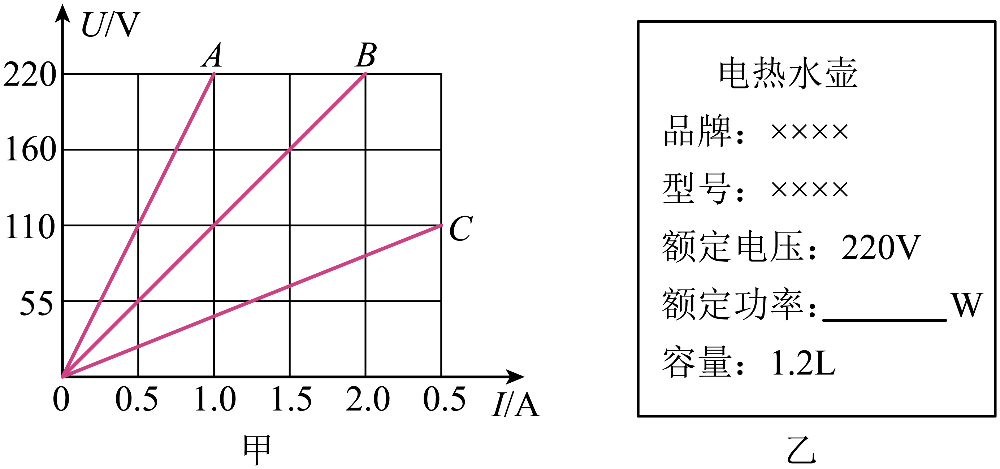 U/V
A
B
220
160
110
C
55
0
0.5
1.0
1.5
2.0
0.5
I/A
甲
电热水壶
品牌：××××
型号：××××
额定电压：220V
额定功率：________W
容量：1.2L
乙